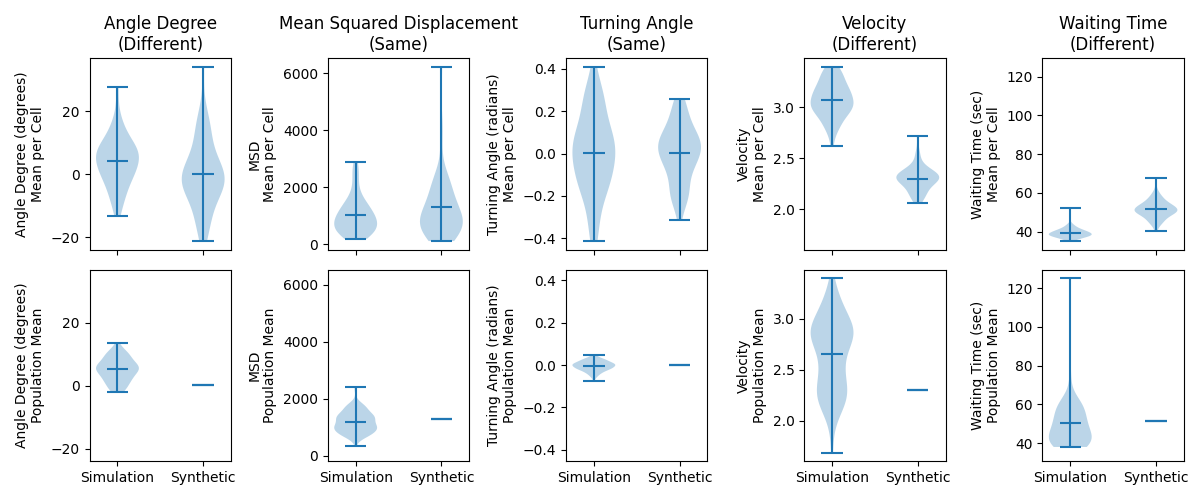 Angle Degree
(Different)
Mean Squared Displacement
(Same)
Turning Angle
(Same)
Velocity
(Different)
Waiting Time
(Different)
Angle Degree (degrees)
Mean per Cell
20
0
−20
MSD
Mean per Cell
6000
4000
2000
0
Turning Angle (radians)
Mean per Cell
0.4
0.2
0.0
−0.2
−0.4
Velocity
Mean per Cell
3.0
2.5
2.0
Waiting Time (sec)
Mean per Cell
120
100
80
60
40
Angle Degree (degrees)
Population Mean
20
0
−20
MSD
Population Mean
6000
4000
2000
0
Turning Angle (radians)
Population Mean
0.4
0.2
0.0
−0.2
−0.4
Velocity
Population Mean
3.0
2.5
2.0
Waiting Time (sec)
Population Mean
120
100
80
60
40
Simulation Synthetic
Simulation Synthetic
Simulation Synthetic
Simulation Synthetic
Simulation Synthetic